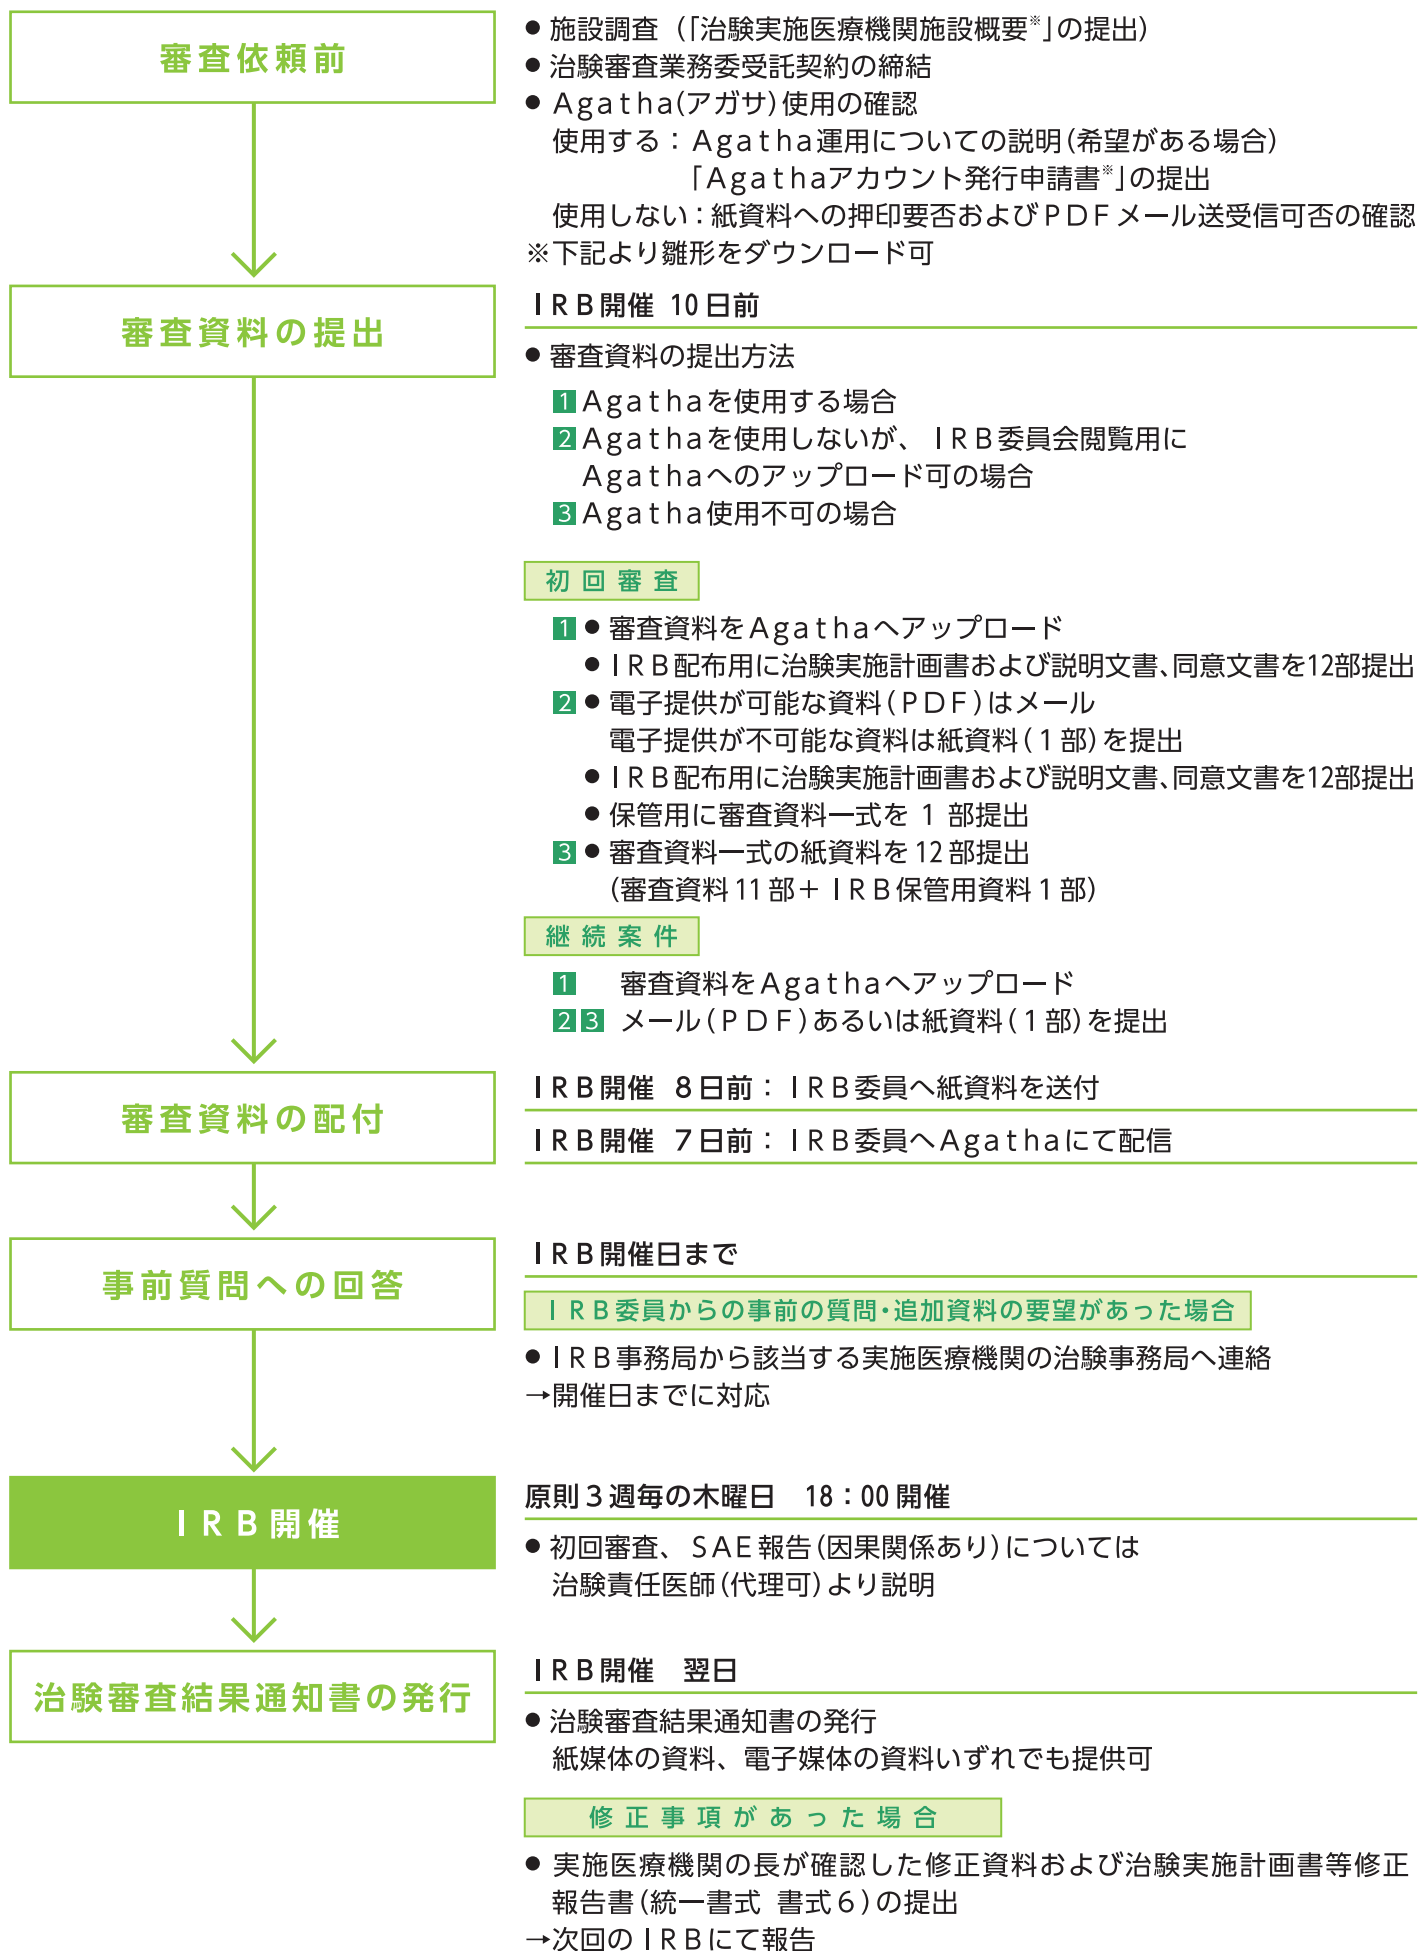 審査依頼前
● 施設調査（「治験実施医療機関施設概要※」の提出）
● 治験審査業務委受託契約の締結
● Agatha(アガサ)使用の確認
使用する：Agatha運用についての説明(希望がある場合)
「Agathaアカウント発行申請書※」の提出
使用しない：紙資料への押印要否およびPDFメール送受信可否の確認
※下記より雛形をダウンロード可
審査資料の提出
IRB開催 10日前
● 審査資料の提出方法
1 Agathaを使用する場合
2 Agathaを使用しないが、IRB委員会閲覧用に
Agathaへのアップロード可の場合
3 Agatha使用不可の場合
初回審査
1 ● 審査資料をAgathaへアップロード
● IRB配布用に治験実施計画書および説明文書、同意文書を12部提出
2 ● 電子提供が可能な資料(PDF)はメール
電子提供が不可能な資料は紙資料(1部)を提出
● IRB配布用に治験実施計画書および説明文書、同意文書を12部提出
● 保管用に審査資料一式を 1 部提出
3 ● 審査資料一式の紙資料を12部提出
(審査資料11部＋IRB保管用資料1部)
継続案件
1 審査資料をAgathaへアップロード
2 3 メール(PDF)あるいは紙資料(1部)を提出
審査資料の配付
IRB開催 8日前：IRB委員へ紙資料を送付
IRB開催 7日前：IRB委員へAgathaにて配信
事前質問への回答
IRB開催日まで
IRB委員からの事前の質問・追加資料の要望があった場合
● IRB事務局から該当する実施医療機関の治験事務局へ連絡
→開催日までに対応
IRB開催
原則3週毎の木曜日　18：00開催
● 初回審査、SAE報告(因果関係あり)については
治験責任医師(代理可)より説明
治験審査結果通知書の発行
IRB開催　翌日
● 治験審査結果通知書の発行
紙媒体の資料、電子媒体の資料いずれでも提供可
修正事項があった場合
● 実施医療機関の長が確認した修正資料および治験実施計画書等修正
報告書(統一書式 書式6)の提出
→次回のIRBにて報告